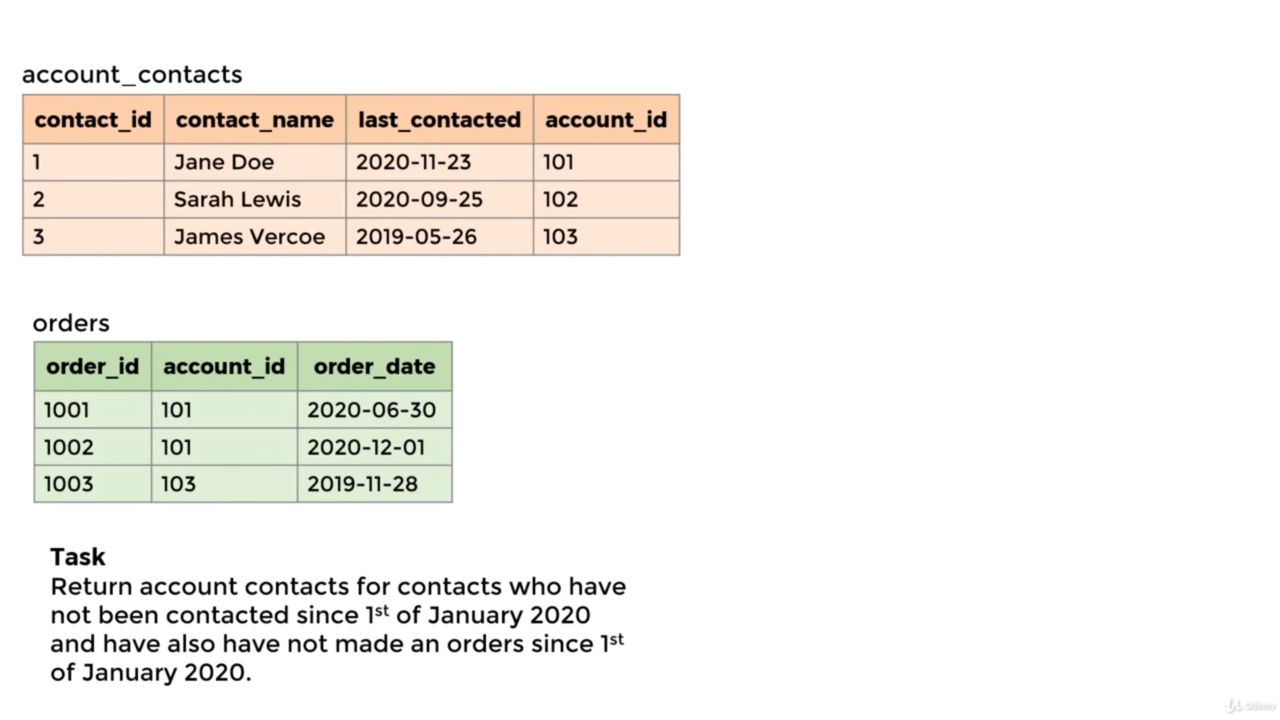 account_contacts
contact_id contact_name last_contacted account_id
1 Jane Doe 2020-11-23 101
2 Sarah Lewis 2020-09-25 102
3 James Vercoe 2019-05-26 103
orders
order_id account_id order_date
1001 101 2020-06-30
1002 101 2020-12-01
1003 103 2019-11-28
Task
Return account contacts for contacts who have
not been contacted since 1st of January 2020
and have also have not made an orders since 1st
of January 2020.
Udemy